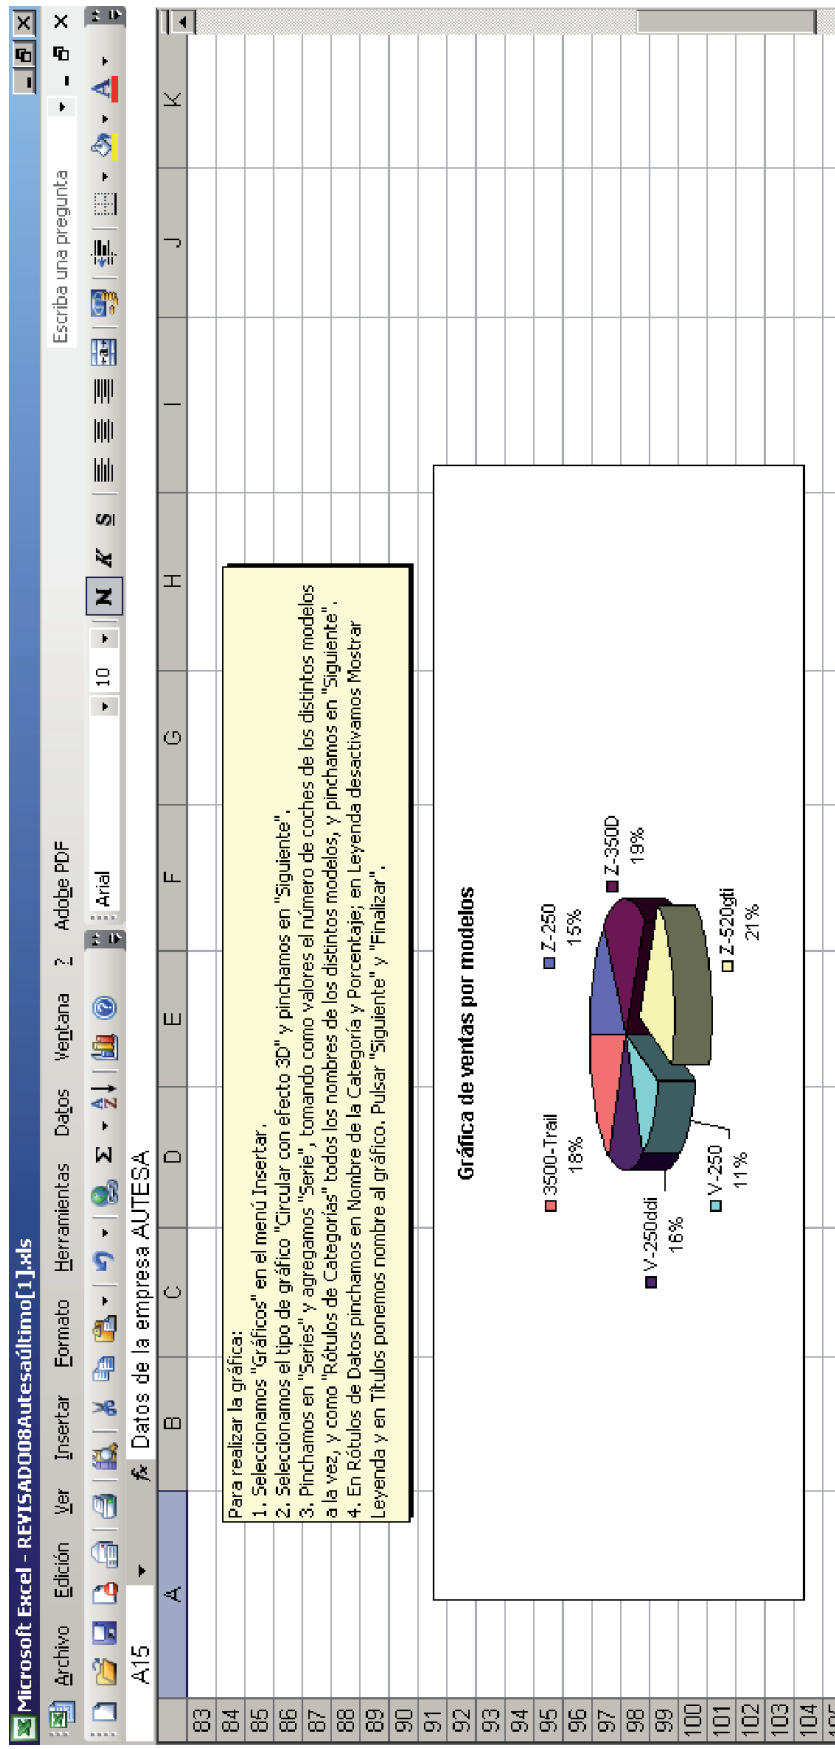 Microsoft Excel - REVISADO08Autesaúltimo[1].xls
Archivo Edición Ver Insertar Formato Herramientas Datos Ventana ? Adobe PDF Escriba una pregunta
Arial 10 N K S
A15 fx Datos de la empresa AUTESA
A B C D E F G H I J K
83
84
85
86
87
88
89
90
91
92
93
94
95
96
97
98
99
100
101
102
103
104
105
Para realizar la gráfica:
1. Seleccionamos "Gráficos" en el menú Insertar.
2. Seleccionamos el tipo de gráfico "Circular con efecto 3D" y pinchamos en "Siguiente".
3. Pinchamos en "Series" y agregamos "Serie", tomando como valores el número de coches de los distintos modelos
a la vez, y como "Rótulos de Categorías" todos los nombres de los distintos modelos, y pinchamos en "Siguiente".
4. En Rótulos de Datos pinchamos en Nombre de la Categoría y Porcentaje; en Leyenda desactivamos Mostrar
Leyenda y en Títulos ponemos nombre al gráfico. Pulsar "Siguiente" y "Finalizar".
Gráfica de ventas por modelos
3500-Trail
18%
Z-250
15%
Z-350D
19%
V-250ddi
16%
V-250
11%
Z-520gti
21%